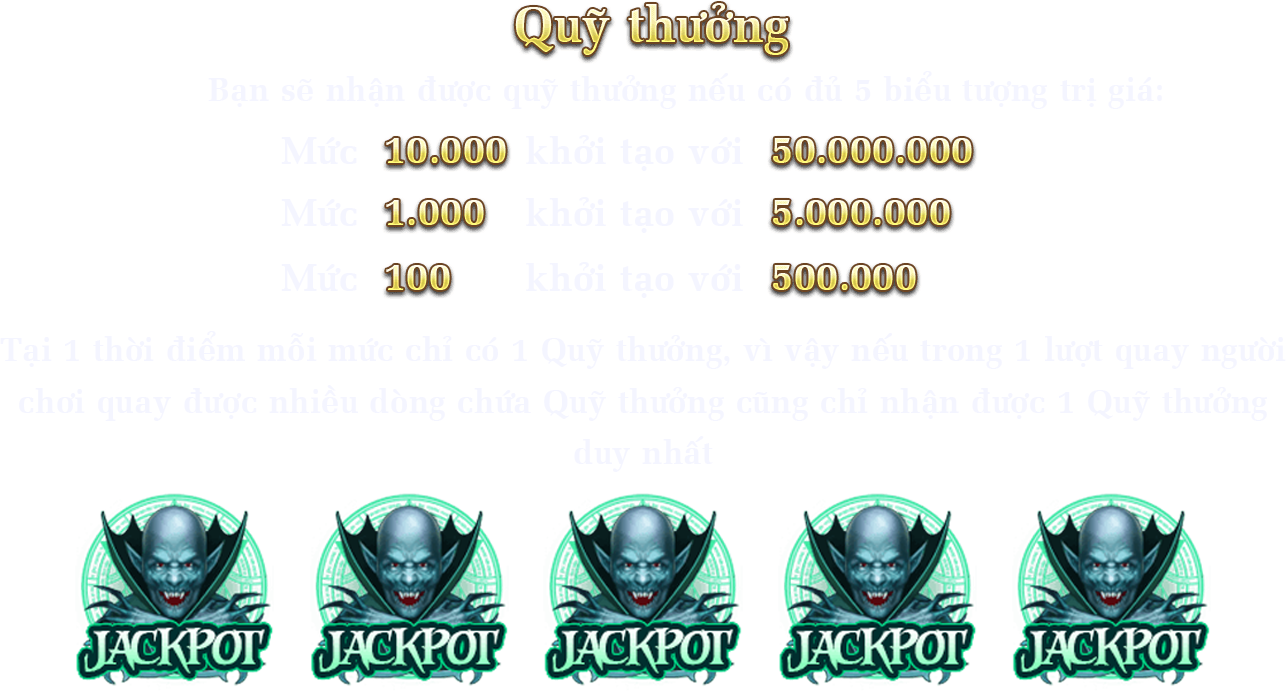 Quỹ thưởng
Bạn sẽ nhận được quỹ thưởng nếu có đủ 5 biểu tượng trị giá:
Mức 10.000 khởi tạo với 50.000.000
Mức 1.000 khởi tạo với 5.000.000
Mức 100 khởi tạo với 500.000
Tại 1 thời điểm mỗi mức chỉ có 1 Quỹ thưởng, vì vậy nếu trong 1 lượt quay người
chơi quay được nhiều dòng chứa Quỹ thưởng cũng chỉ nhận được 1 Quỹ thưởng
duy nhất
JACKPOT JACKPOT JACKPOT JACKPOT JACKPOT